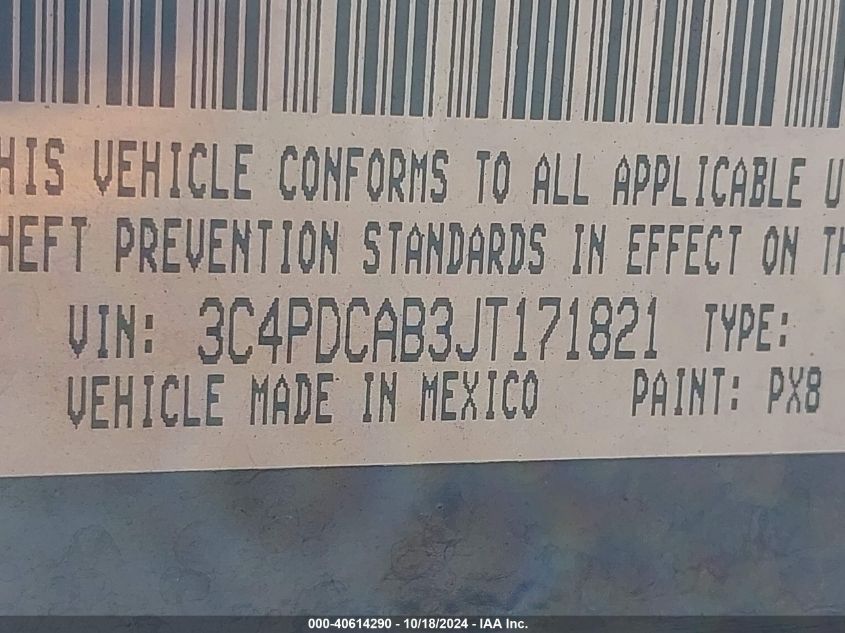 HIS VEHICLE CONFORMS TO ALL APPLICABLE U
HEFT PREVENTION STANDARDS IN EFFECT ON TH
VIN: 3C4PDCAB3JT171821 TYPE:
VEHICLE MADE IN MEXICO PAINT: PX8
000-40614290 - 10/18/2024 - IAA Inc.